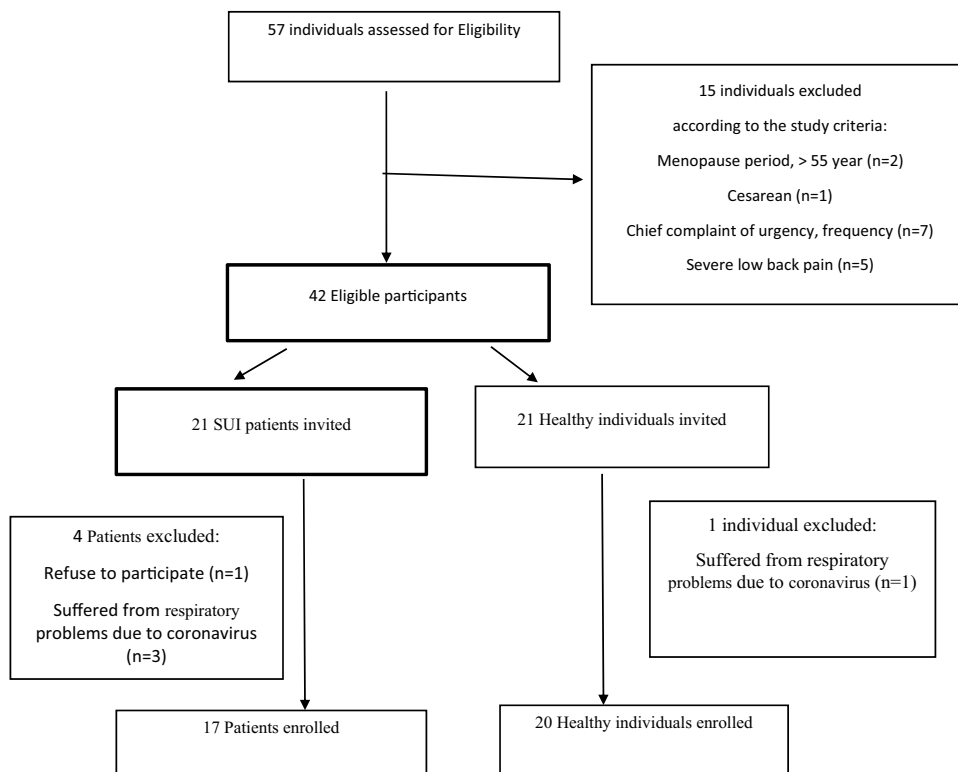 57 individuals assessed for Eligibility
15 individuals excluded
according to the study criteria:
Menopause period, > 55 year (n=2)
Cesarean (n=1)
Chief complaint of urgency, frequency (n=7)
Severe low back pain (n=5)
42 Eligible participants
21 SUI patients invited
21 Healthy individuals invited
4 Patients excluded:
Refuse to participate (n=1)
Suffered from respiratory
problems due to coronavirus
(n=3)
1 individual excluded:
Suffered from respiratory
problems due to coronavirus (n=1)
17 Patients enrolled
20 Healthy individuals enrolled